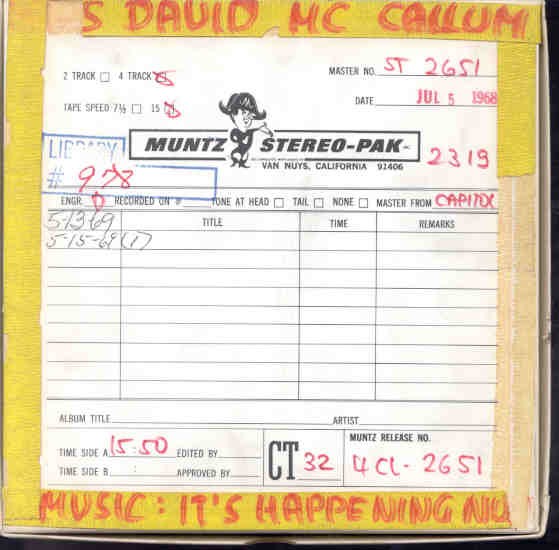 S DAVID MC CALLUM
2 TRACK 4 TRACK
MASTER NO. ST 2651
TAPE SPEED 7½ 15
DATE JUL 5 1968
MUNTZ STEREO-PAK
VAN NUYS, CALIFORNIA 91406
2319
LIBRARY
# 978
ENGR. RECORDED ON # TONE AT HEAD TAIL NONE MASTER FROM CAPITOL
TITLE TIME REMARKS
5-13-69
5-15-69 (1)
ALBUM TITLE ARTIST
TIME SIDE A 15:50 EDITED BY
TIME SIDE B : APPROVED BY
CT 32
MUNTZ RELEASE NO.
4CL-2651
MUSIC: IT'S HAPPENING